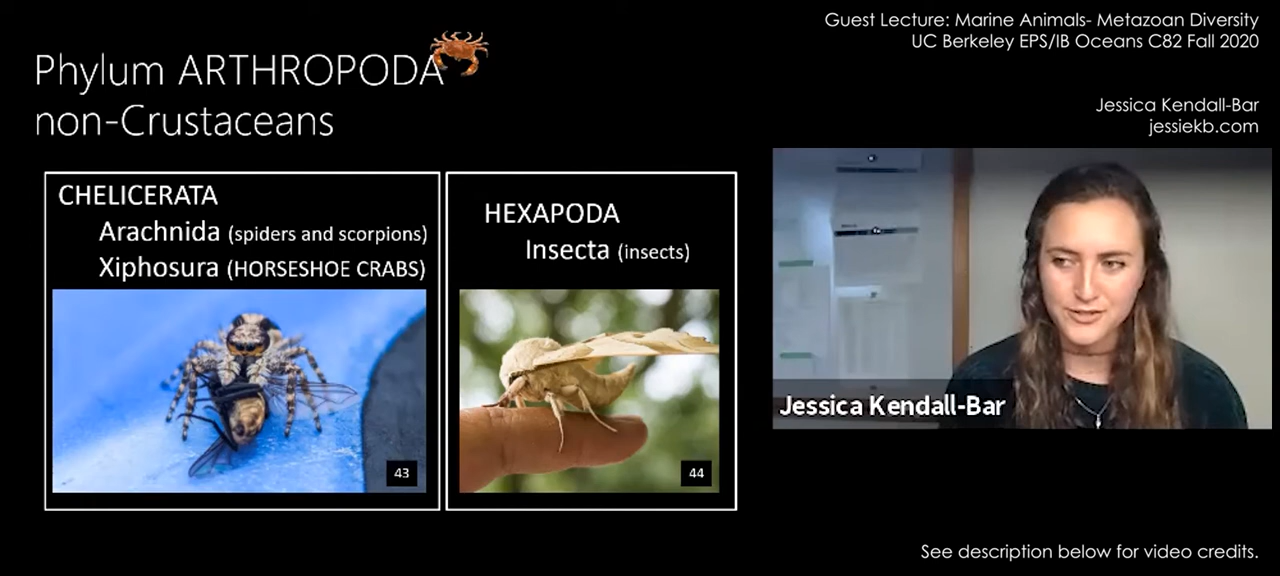 Guest Lecture: Marine Animals- Metazoan Diversity
UC Berkeley EPS/IB Oceans C82 Fall 2020
Phylum ARTHROPODA
non-Crustaceans
Jessica Kendall-Bar
jessiekb.com
CHELICERATA
Arachnida (spiders and scorpions)
Xiphosura (HORSESHOE CRABS)
43
HEXAPODA
Insecta (insects)
44
Jessica Kendall-Bar
See description below for video credits.